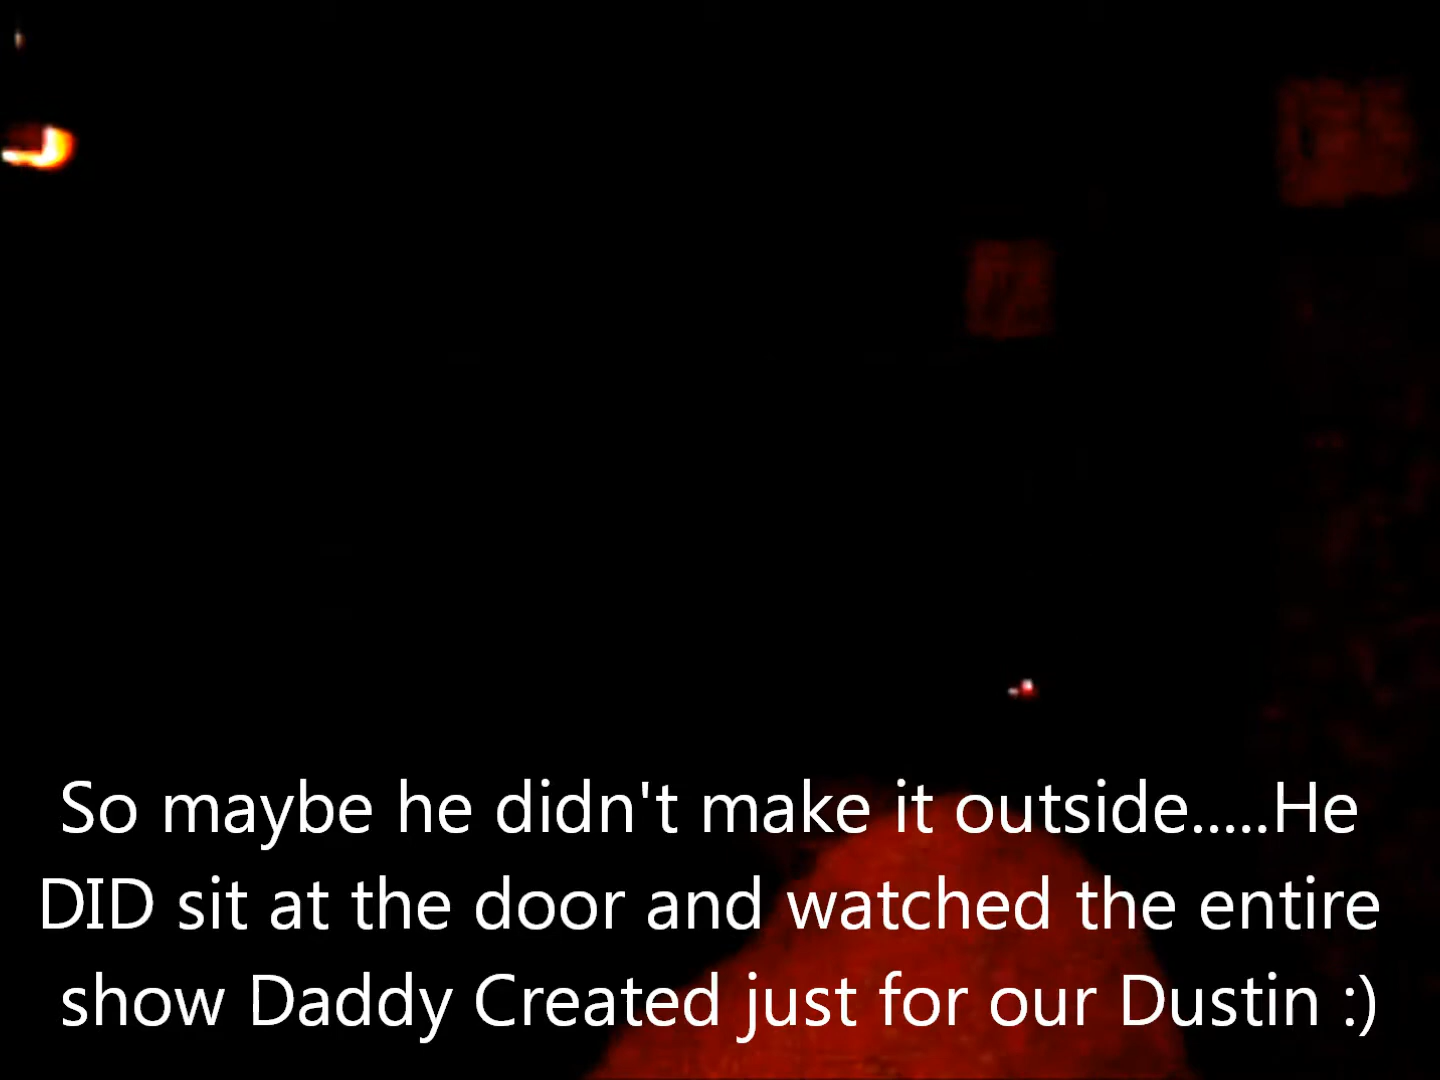 So maybe he didn't make it outside.....He
DID sit at the door and watched the entire
show Daddy Created just for our Dustin :)